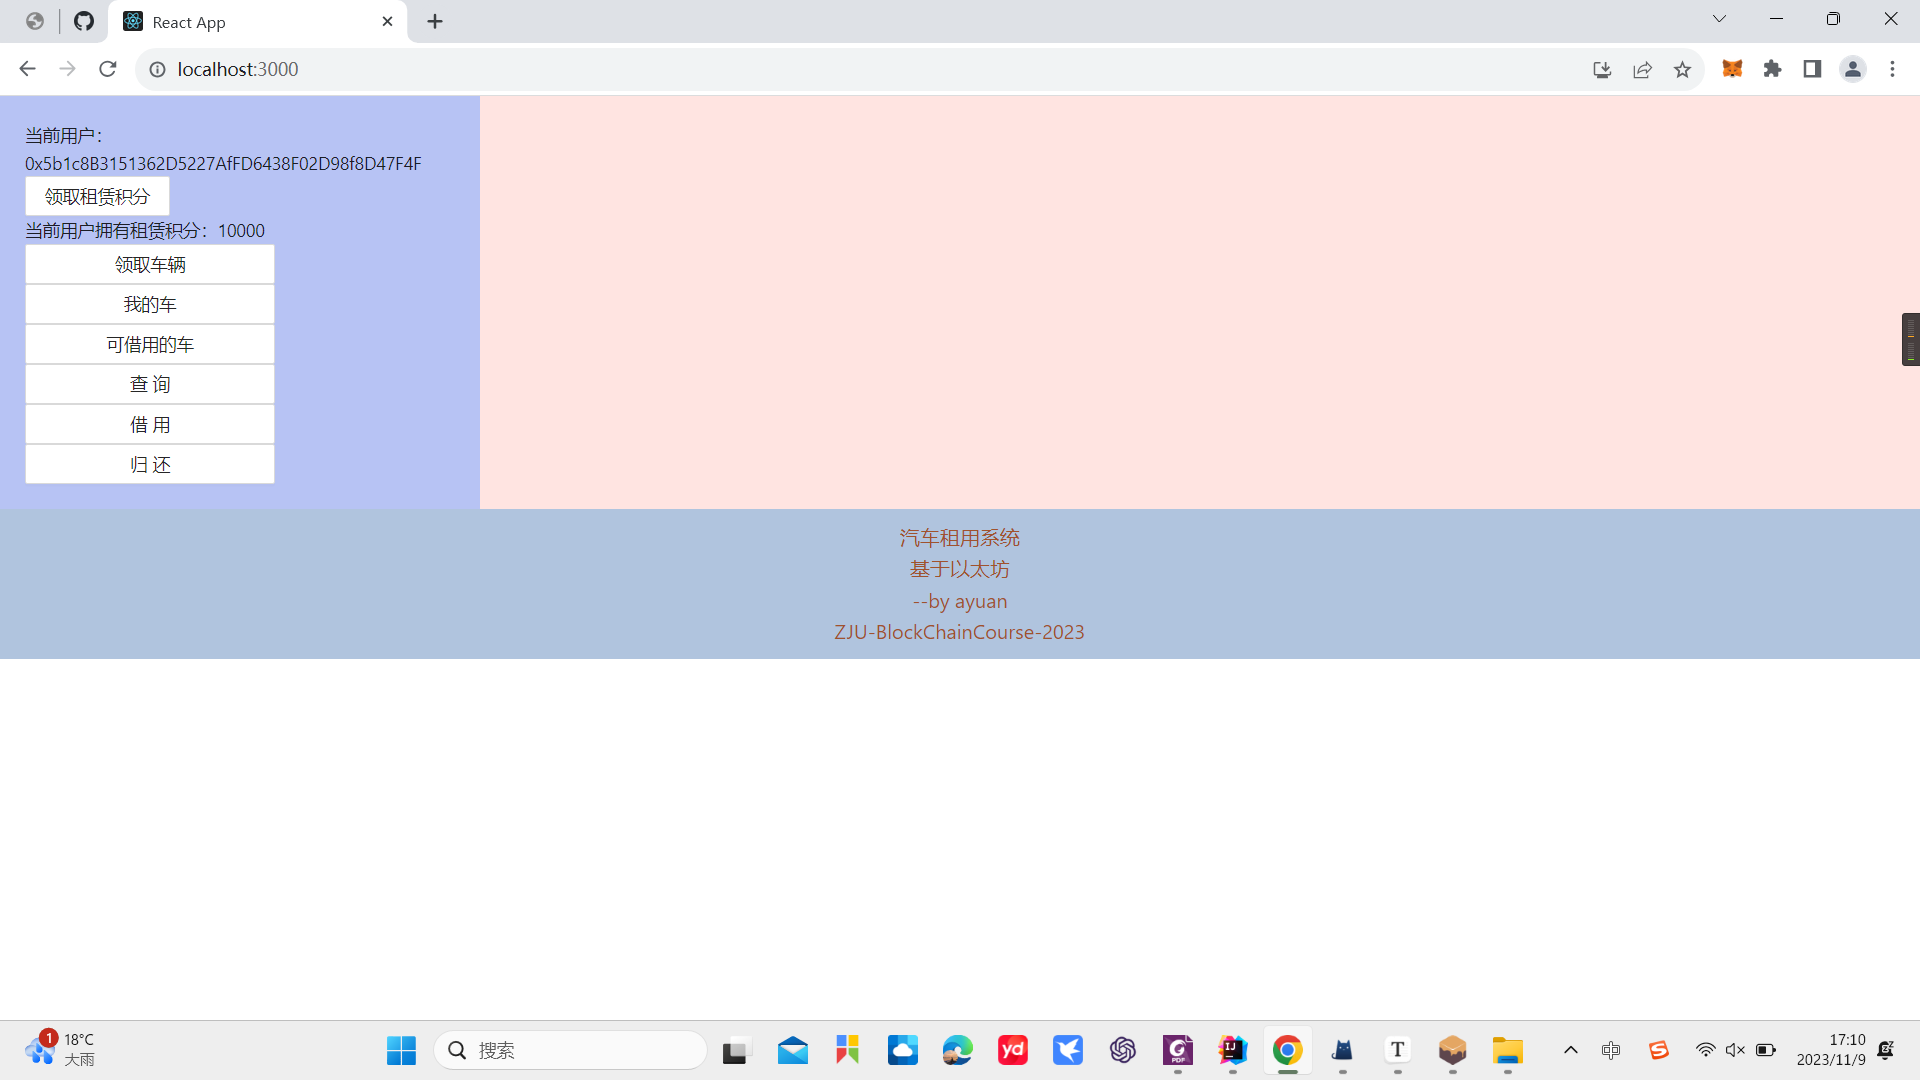 React App
localhost:3000
当前用户：
0x5b1c8B3151362D5227AfFD6438F02D98f8D47F4F
领取租赁积分
当前用户拥有租赁积分：10000
领取车辆
我的车
可借用的车
查 询
借 用
归 还
汽车租用系统
基于以太坊
--by ayuan
ZJU-BlockChainCourse-2023
1
18°C
大雨
搜索
yd
G
PDF
IJ
T
中
S
17:10
2023/11/9